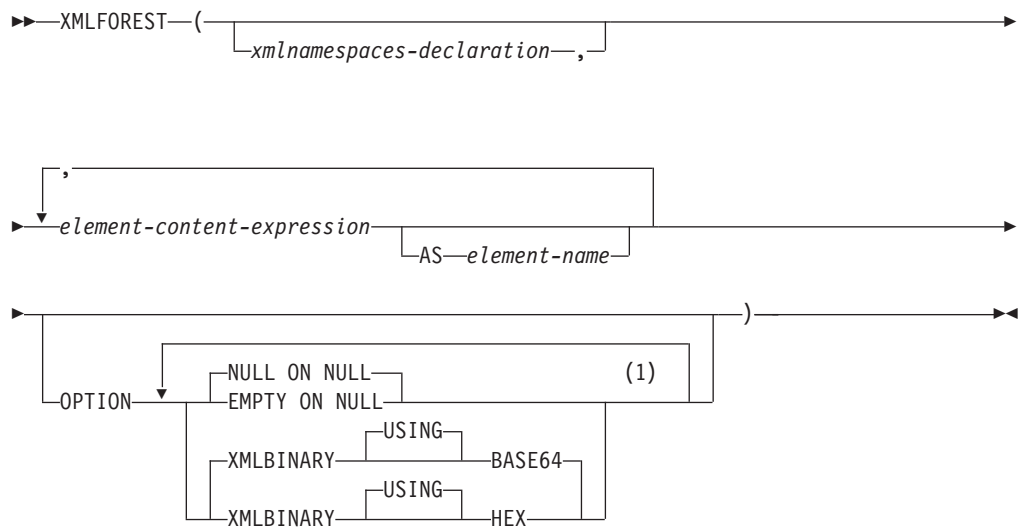 XMLFOREST (
xmlnamespaces-declaration ,
,
element-content-expression
AS element-name
)
NULL ON NULL (1)
OPTION EMPTY ON NULL
USING
XMLBINARY BASE64
USING
XMLBINARY HEX